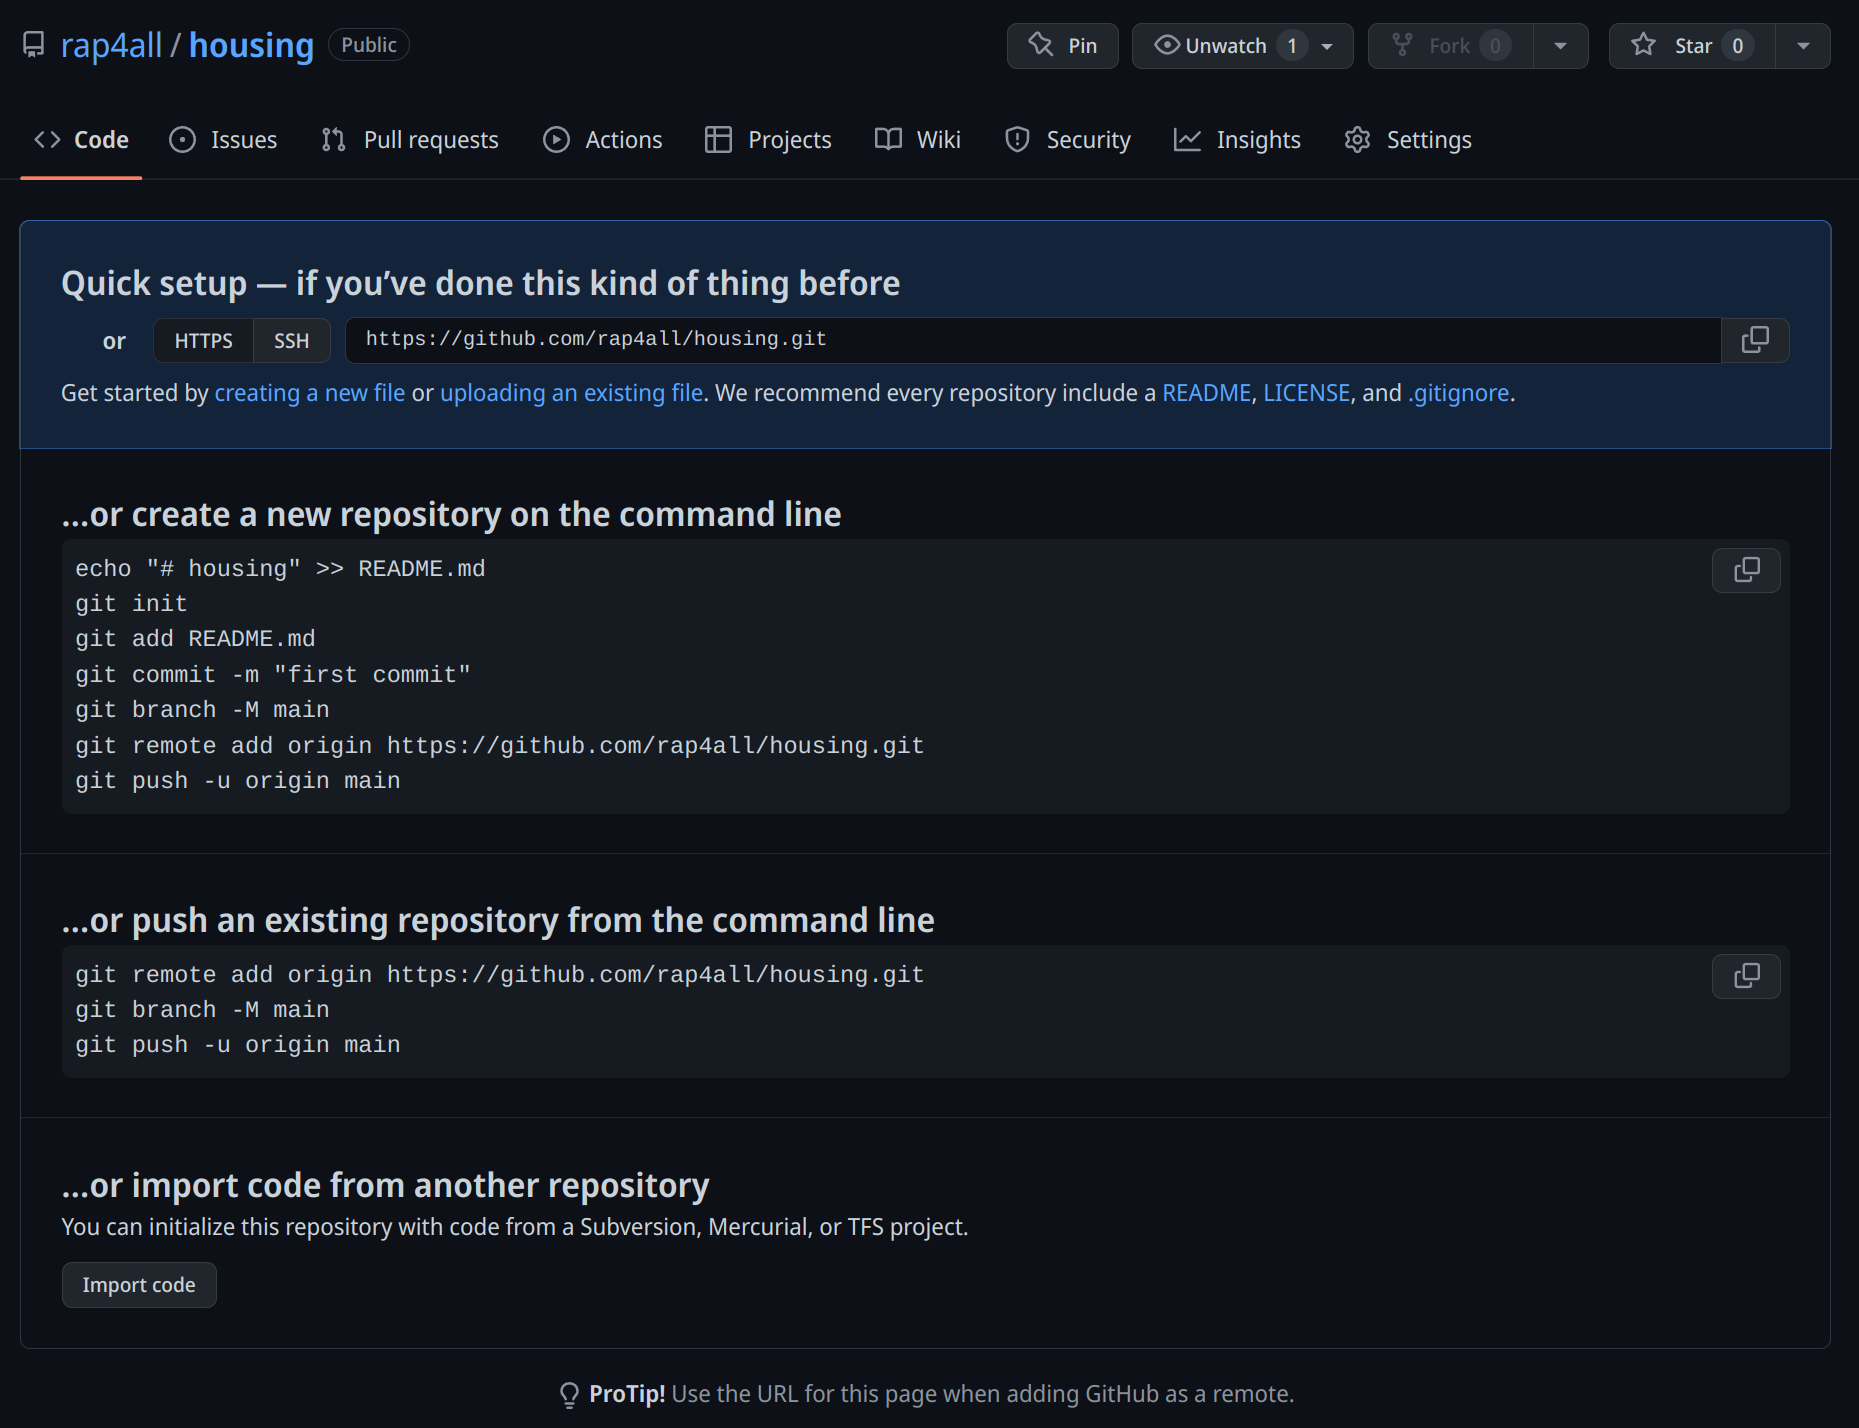 rap4all / housing Public
Pin
Unwatch 1
Fork 0
Star 0
Code
Issues
Pull requests
Actions
Projects
Wiki
Security
Insights
Settings
Quick setup — if you’ve done this kind of thing before
or HTTPS SSH https://github.com/rap4all/housing.git
Get started by creating a new file or uploading an existing file. We recommend every repository include a README, LICENSE, and .gitignore.
…or create a new repository on the command line
echo "# housing" >> README.md
git init
git add README.md
git commit -m "first commit"
git branch -M main
git remote add origin https://github.com/rap4all/housing.git
git push -u origin main
…or push an existing repository from the command line
git remote add origin https://github.com/rap4all/housing.git
git branch -M main
git push -u origin main
…or import code from another repository
You can initialize this repository with code from a Subversion, Mercurial, or TFS project.
Import code
ProTip! Use the URL for this page when adding GitHub as a remote.